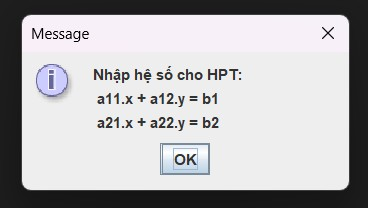 Message
Nhập hệ số cho HPT:
a11.x + a12.y = b1
a21.x + a22.y = b2
OK